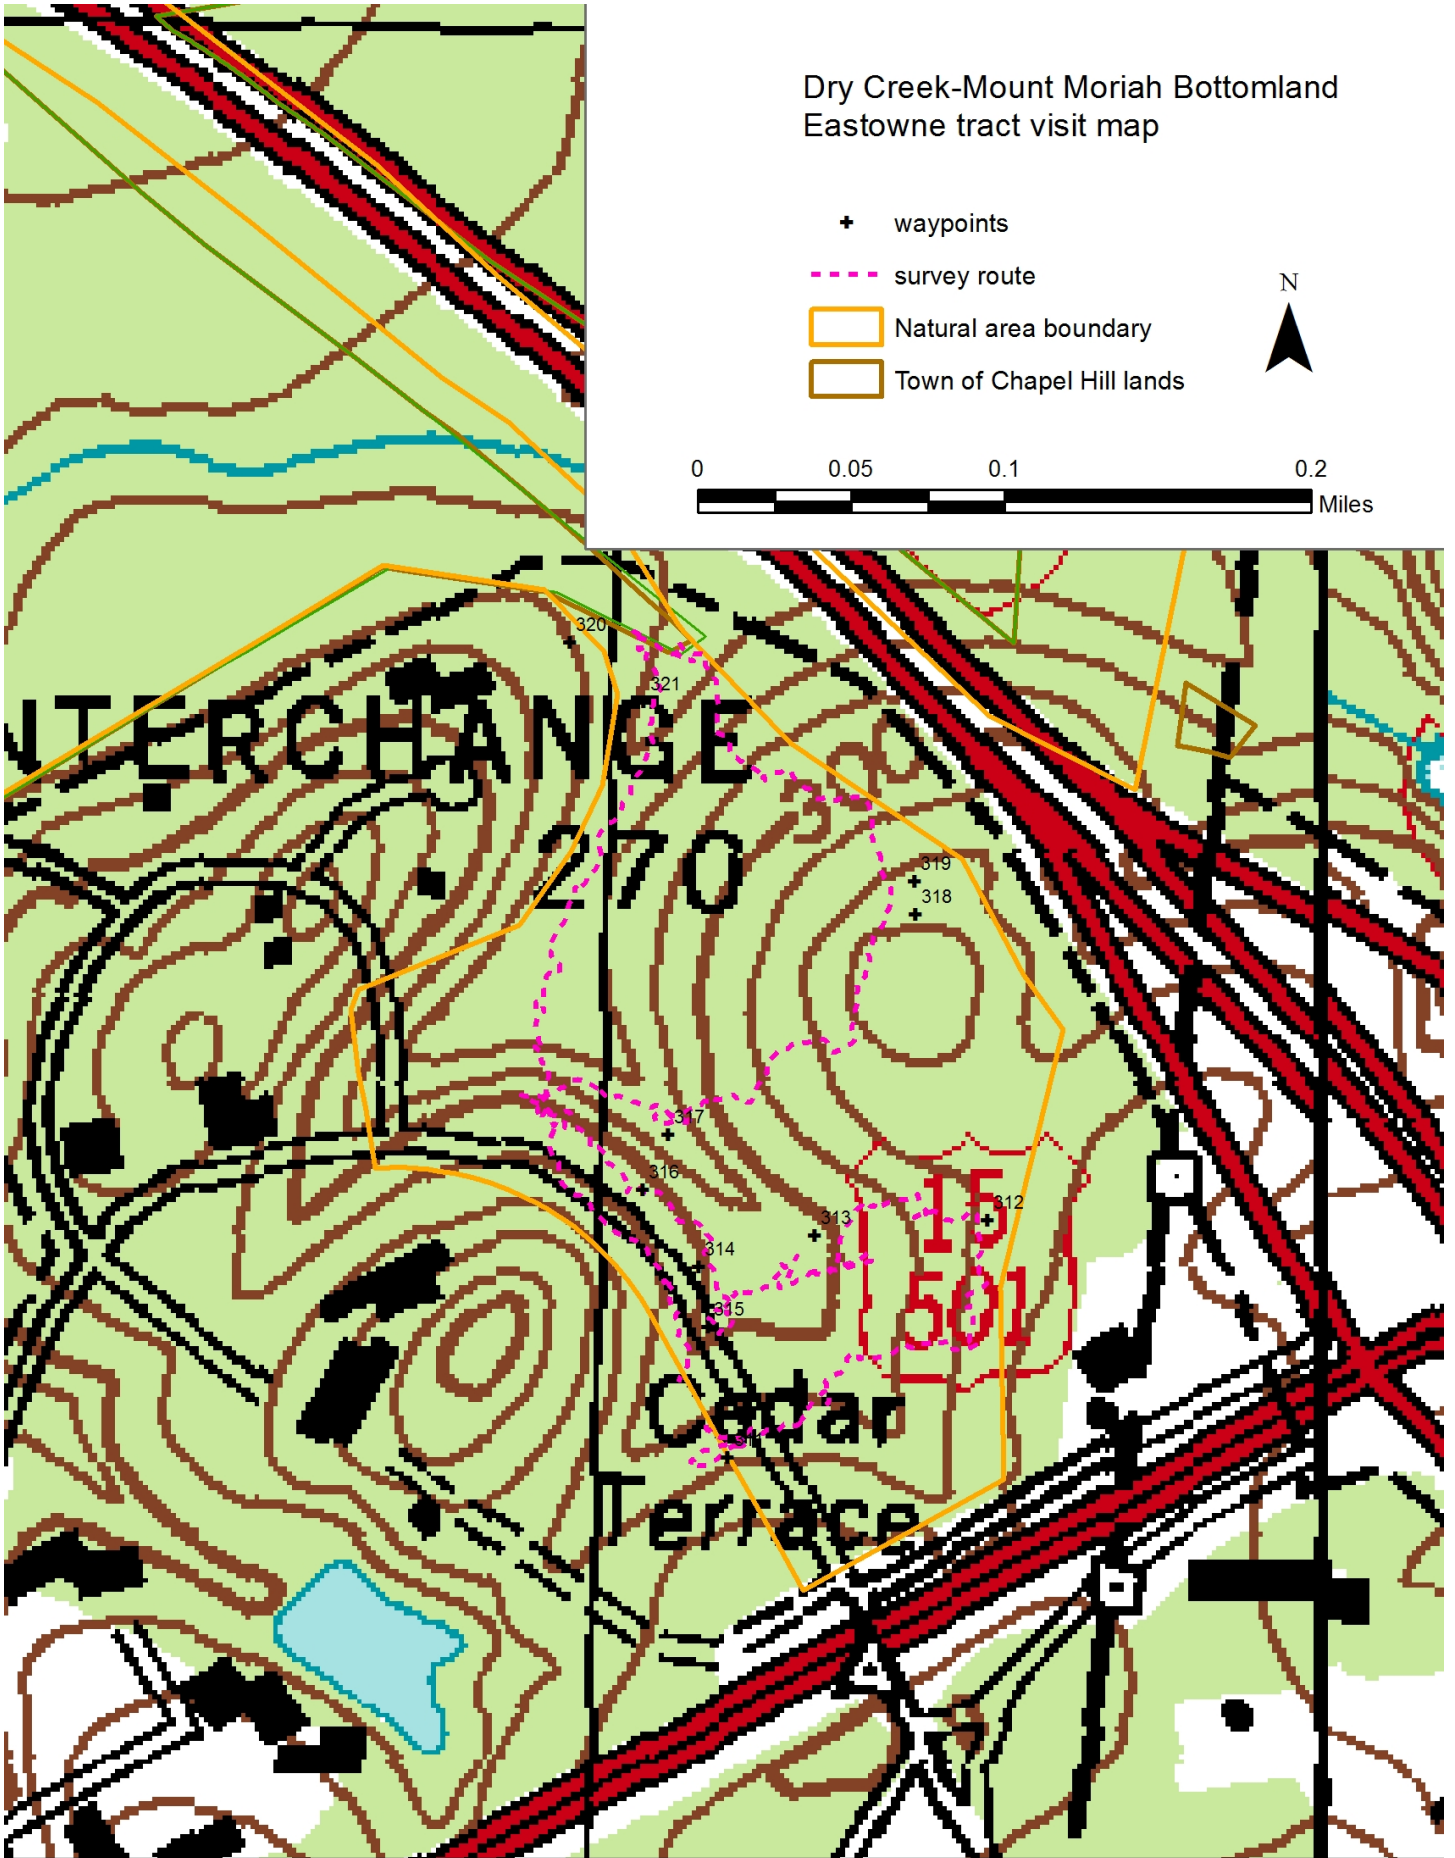 Dry Creek-Mount Moriah Bottomland
Eastowne tract visit map
waypoints
survey route
N
Natural area boundary
Town of Chapel Hill lands
0 0.05 0.1 0.2
Miles
320
321
NTERCHANGE
270
319
318
317
316
15
312
313
314
501
315
Cedar
311
Terrace